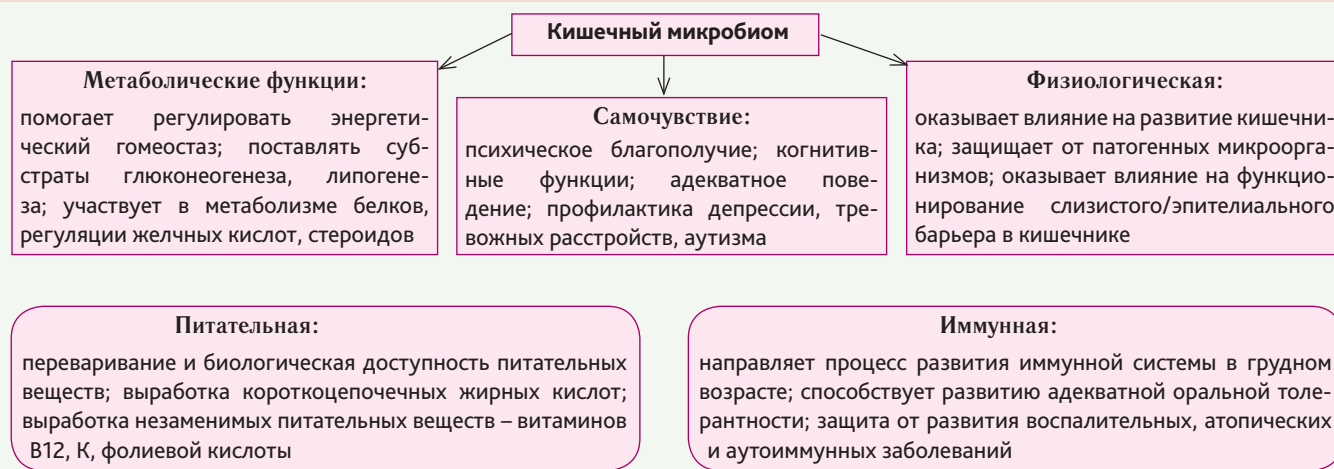 Кишечный микробиом
Метаболические функции:
помогает регулировать энергети-
ческий гомеостаз; поставлять суб-
страты глюконеогенеза, липогене-
за; участвует в метаболизме белков,
регуляции желчных кислот, стероидов
Самочувствие:
психическое благополучие; когнитив-
ные функции; адекватное пове-
дение; профилактика депрессии, тре-
вожных расстройств, аутизма
Физиологическая:
оказывает влияние на развитие кишечни-
ка; защищает от патогенных микроорга-
низмов; оказывает влияние на функцио-
нирование слизистого/эпителиального
барьера в кишечнике
Питательная:
переваривание и биологическая доступность питательных
веществ; выработка короткоцепочечных жирных кислот;
выработка незаменимых питательных веществ – витаминов
В12, К, фолиевой кислоты
Иммунная:
направляет процесс развития иммунной системы в грудном
возрасте; способствует развитию адекватной оральной толе-
рантности; защита от развития воспалительных, атопических
и аутоиммунных заболеваний